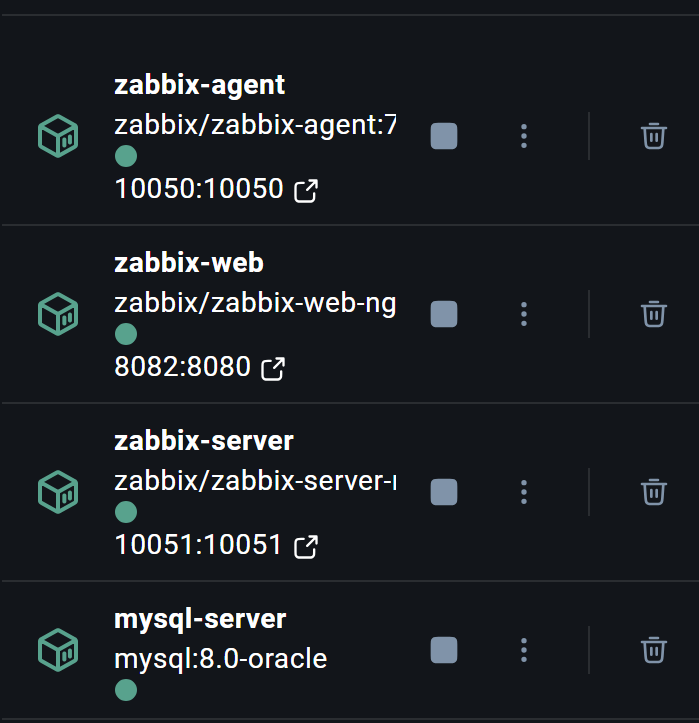 zabbix-agent
zabbix/zabbix-agent:7
10050:10050
zabbix-web
zabbix/zabbix-web-ng
8082:8080
zabbix-server
zabbix/zabbix-server-
10051:10051
mysql-server
mysql:8.0-oracle